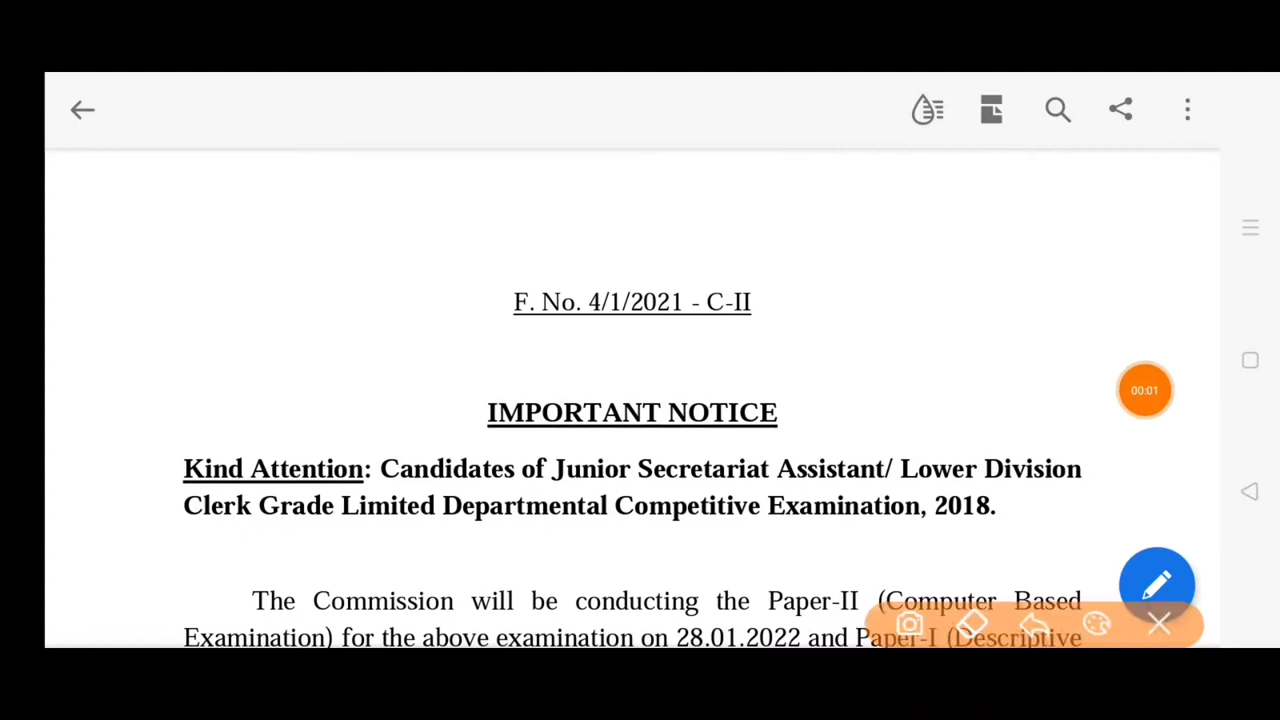 F. No. 4/1/2021 - C-II
IMPORTANT NOTICE
00:01
Kind Attention: Candidates of Junior Secretariat Assistant/ Lower Division
Clerk Grade Limited Departmental Competitive Examination, 2018.
The Commission will be conducting the Paper-II (Computer Based
Examination) for the above examination on 28.01.2022 and Paper-I (Descriptive